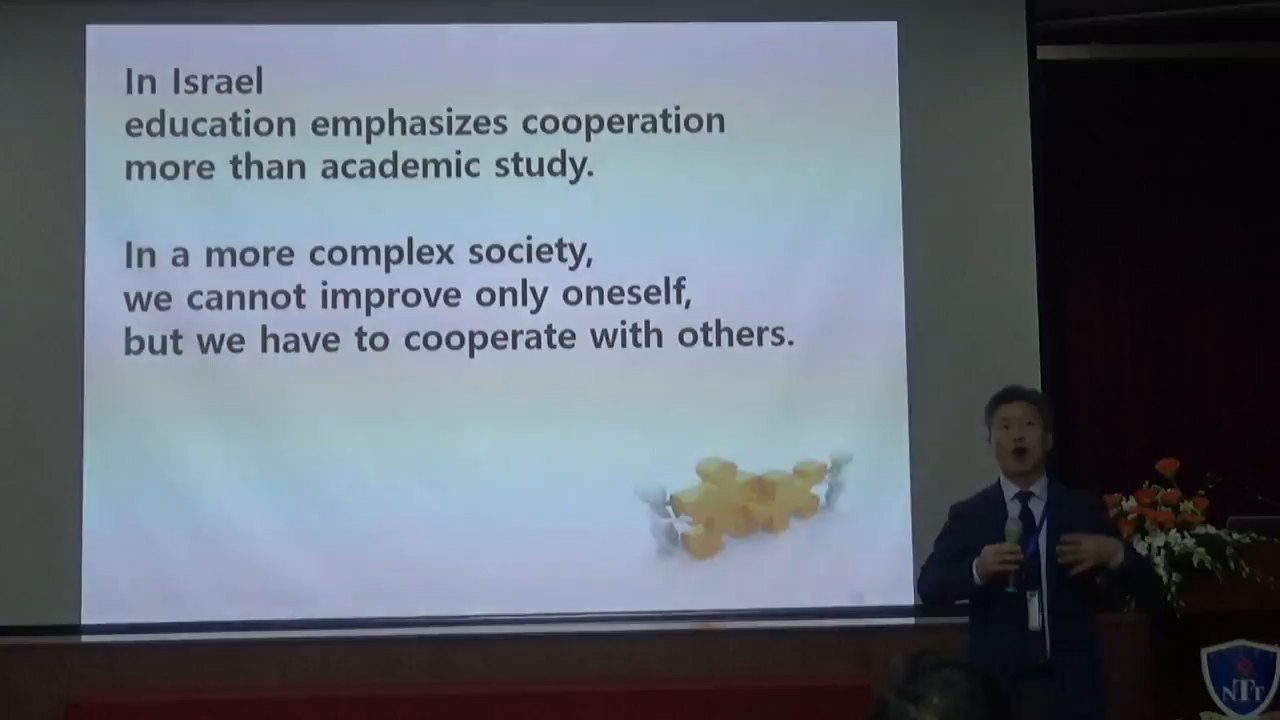 In Israel
education emphasizes cooperation
more than academic study.
In a more complex society,
we cannot improve only oneself,
but we have to cooperate with others.
NTT